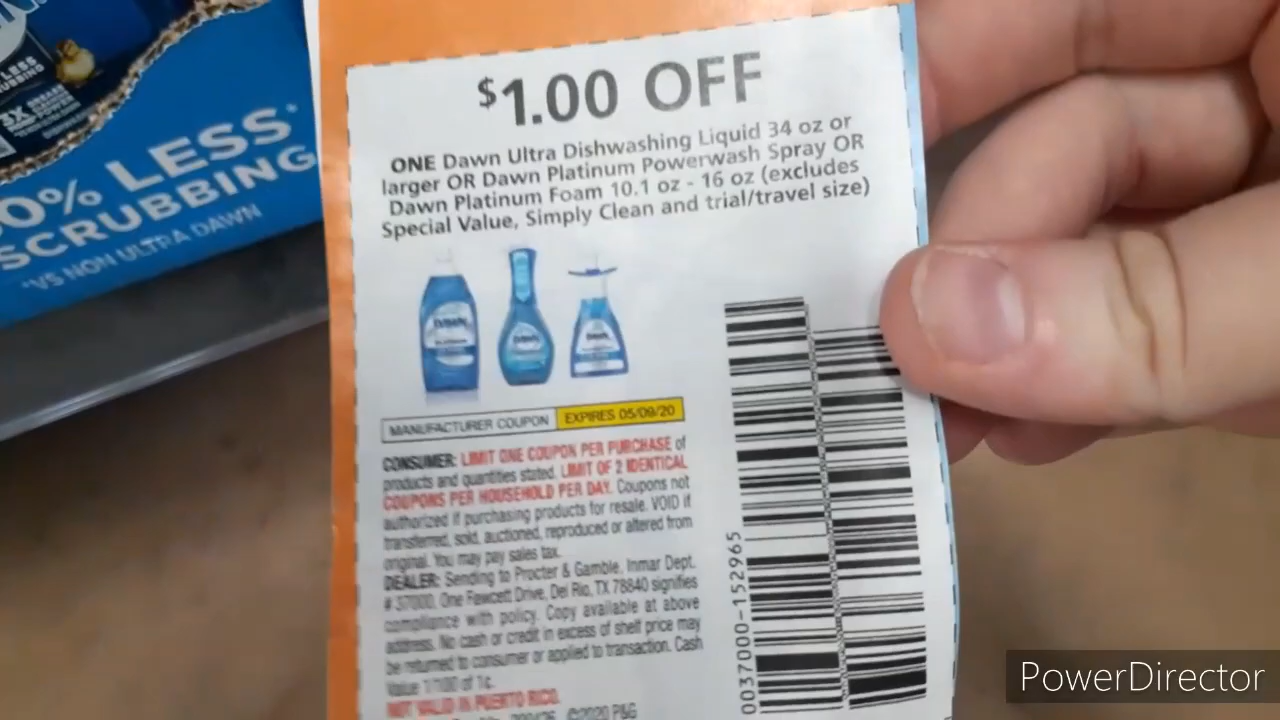 LESS
3X
0% LESS*
SCRUBBING
*VS NON ULTRA DAWN
$1.00 OFF
ONE Dawn Ultra Dishwashing Liquid 34 oz or
larger OR Dawn Platinum Powerwash Spray OR
Dawn Platinum Foam 10.1 oz - 16 oz (excludes
Special Value, Simply Clean and trial/travel size)
MANUFACTURER COUPON EXPIRES 05/09/20
CONSUMER: LIMIT ONE COUPON PER PURCHASE of
products and quantities stated. LIMIT OF 2 IDENTICAL
COUPONS PER HOUSEHOLD PER DAY. Coupons not
authorized if purchasing products for resale. VOID if
transferred, sold, auctioned, reproduced or altered from
original. You may pay sales tax.
DEALER: Sending to Procter & Gamble, Inmar Dept.
# 37000, One Fawcett Drive, Del Rio, TX 78840 signifies
compliance with policy. Copy available at above
address. No cash or credit in excess of shelf price may
be returned to consumer or applied to transaction. Cash
Value 1/100 of 1¢.
NOT VALID IN PUERTO RICO.
©2020 P&G
0037000-152965
PowerDirector